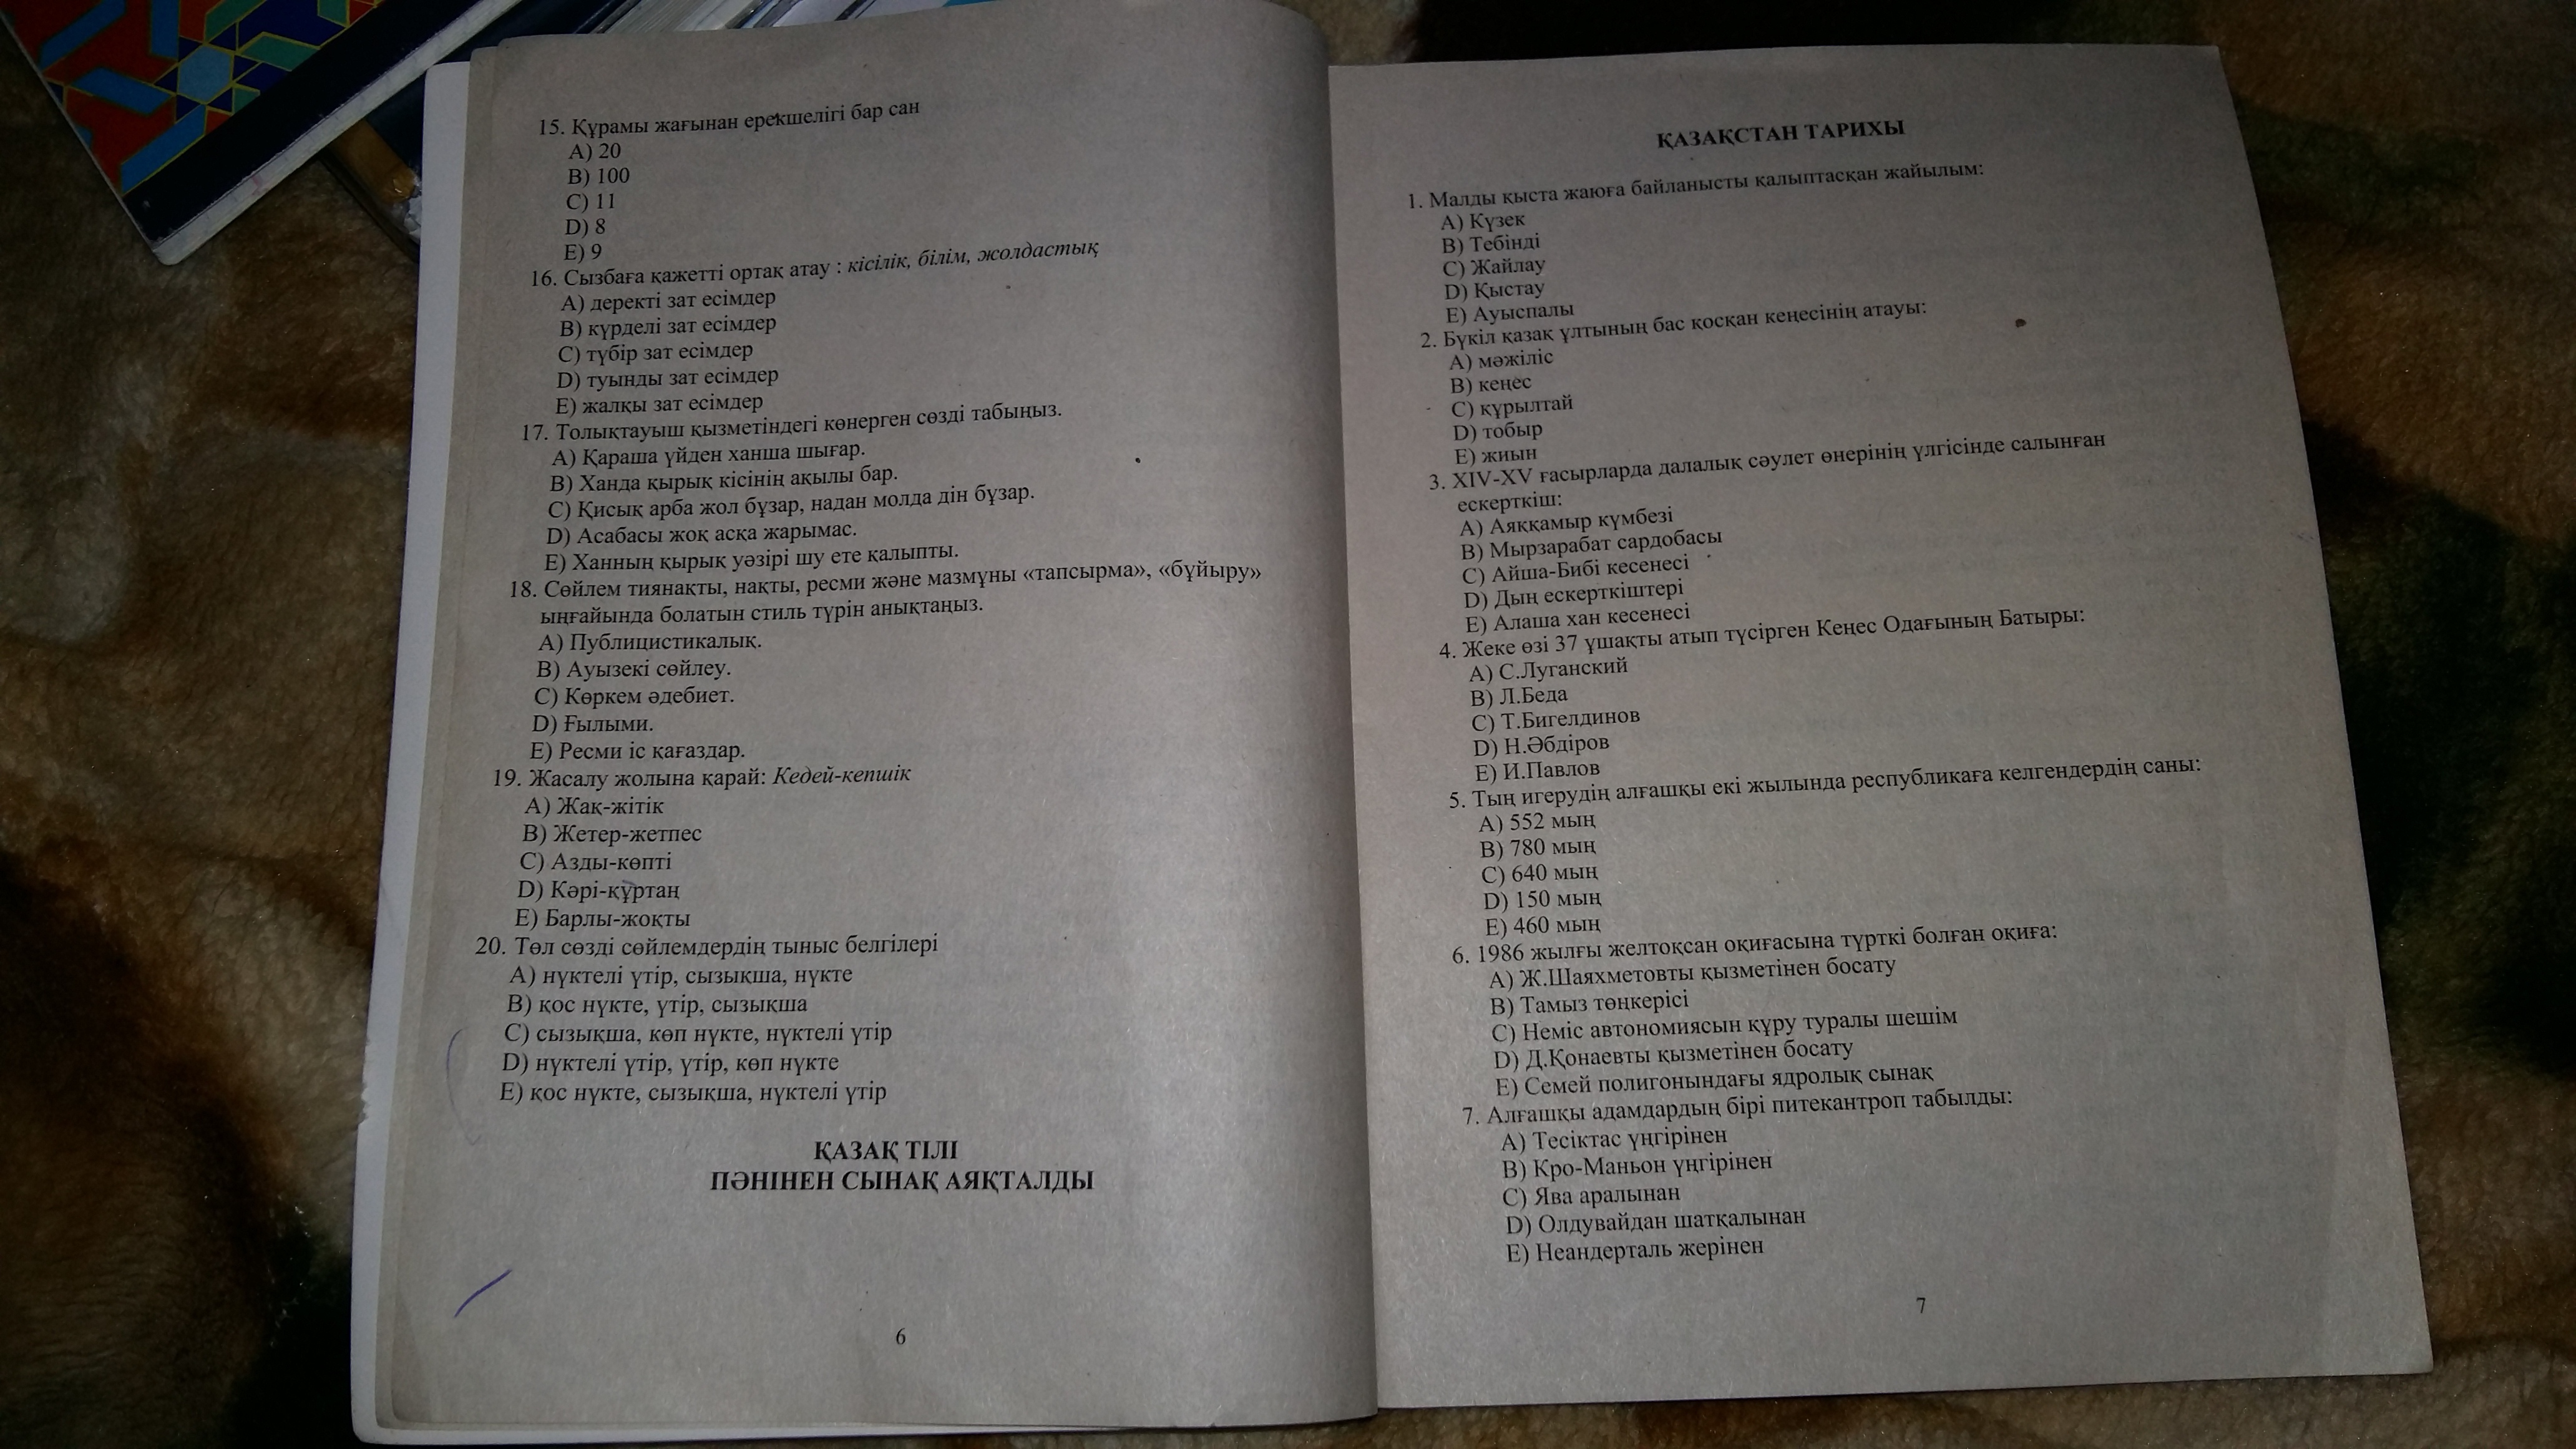 15. Құрамы жағынан ерекшелігі бар сан
A) 20
B) 100
C) 11
D) 8
E) 9
16. Сызбаға қажетті ортақ атау : кісілік, білім, жолдастық
A) деректі зат есімдер
B) күрделі зат есімдер
C) түбір зат есімдер
D) туынды зат есімдер
E) жалқы зат есімдер
17. Толықтауыш қызметіндегі көнерген сөзді табыңыз.
A) Қараша үйден ханша шығар.
B) Ханда қырық кісінің ақылы бар.
C) Қисық арба жол бұзар, надан молда дін бұзар.
D) Асабасы жоқ асқа жарымас.
E) Ханның қырық уәзірі шу ете қалыпты.
18. Сөйлем тиянақты, нақты, ресми және мазмұны «тапсырма», «бұйыру»
ыңғайында болатын стиль түрін анықтаңыз.
A) Публицистикалық.
B) Ауызекі сөйлеу.
C) Көркем әдебиет.
D) Ғылыми.
E) Ресми іс қағаздар.
19. Жасалу жолына қарай: Кедей-кепшік
A) Жақ-жітік
B) Жетер-жетпес
C) Азды-көпті
D) Кәрі-құртаң
E) Барлы-жоқты
20. Төл сөзді сөйлемдердің тыныс белгілері
A) нүктелі үтір, сызықша, нүкте
B) қос нүкте, үтір, сызықша
C) сызықша, көп нүкте, нүктелі үтір
D) нүктелі үтір, үтір, көп нүкте
E) қос нүкте, сызықша, нүктелі үтір
ҚАЗАҚ ТІЛІ
ПӘНІНЕН СЫНАҚ АЯҚТАЛДЫ
6
ҚАЗАҚСТАН ТАРИХЫ
1. Малды қыста жаюға байланысты қалыптасқан жайылым:
A) Күзек
B) Тебінді
C) Жайлау
D) Қыстау
E) Ауыспалы
2. Бүкіл қазақ ұлтының бас қосқан кеңесінің атауы:
A) мәжіліс
B) кеңес
C) құрылтай
D) тобыр
E) жиын
3. XIV-XV ғасырларда далалық сәулет өнерінің үлгісінде салынған
ескерткіш:
A) Аяққамыр күмбезі
B) Мырзарабат сардобасы
C) Айша-Бибі кесенесі
D) Дың ескерткіштері
E) Алаша хан кесенесі
4. Жеке өзі 37 ұшақты атып түсірген Кеңес Одағының Батыры:
A) С.Луганский
B) Л.Беда
C) Т.Бигелдинов
D) Н.Әбдіров
E) И.Павлов
5. Тың игерудің алғашқы екі жылында республикаға келгендердің саны:
A) 552 мың
B) 780 мың
C) 640 мың
D) 150 мың
E) 460 мың
6. 1986 жылғы желтоқсан оқиғасына түрткі болған оқиға:
A) Ж.Шаяхметовты қызметінен босату
B) Тамыз төңкерісі
C) Неміс автономиясын құру туралы шешім
D) Д.Қонаевты қызметінен босату
E) Семей полигонындағы ядролық сынақ
7. Алғашқы адамдардың бірі питекантроп табылды:
A) Тесіктас үңгірінен
B) Кро-Маньон үңгірінен
C) Ява аралынан
D) Олдувайдан шатқалынан
E) Неандерталь жерінен
7